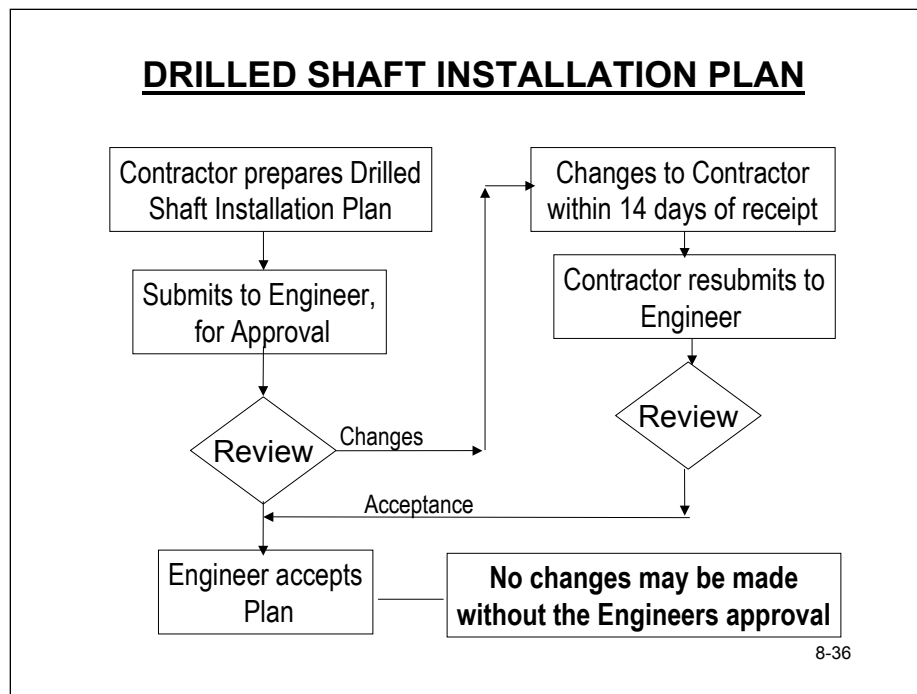 DRILLED SHAFT INSTALLATION PLAN
Contractor prepares Drilled
Shaft Installation Plan
Submits to Engineer,
for Approval
Review
Changes
Changes to Contractor
within 14 days of receipt
Contractor resubmits to
Engineer
Review
Acceptance
Engineer accepts
Plan
No changes may be made
without the Engineers approval
8-36